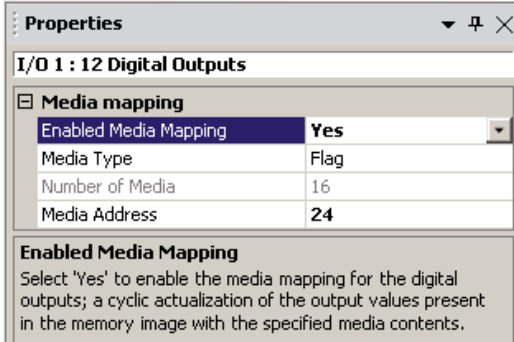 Properties
I/O 1 : 12 Digital Outputs
Media mapping
Enabled Media Mapping Yes
Media Type Flag
Number of Media 16
Media Address 24
Enabled Media Mapping
Select 'Yes' to enable the media mapping for the digital
outputs; a cyclic actualization of the output values present
in the memory image with the specified media contents.